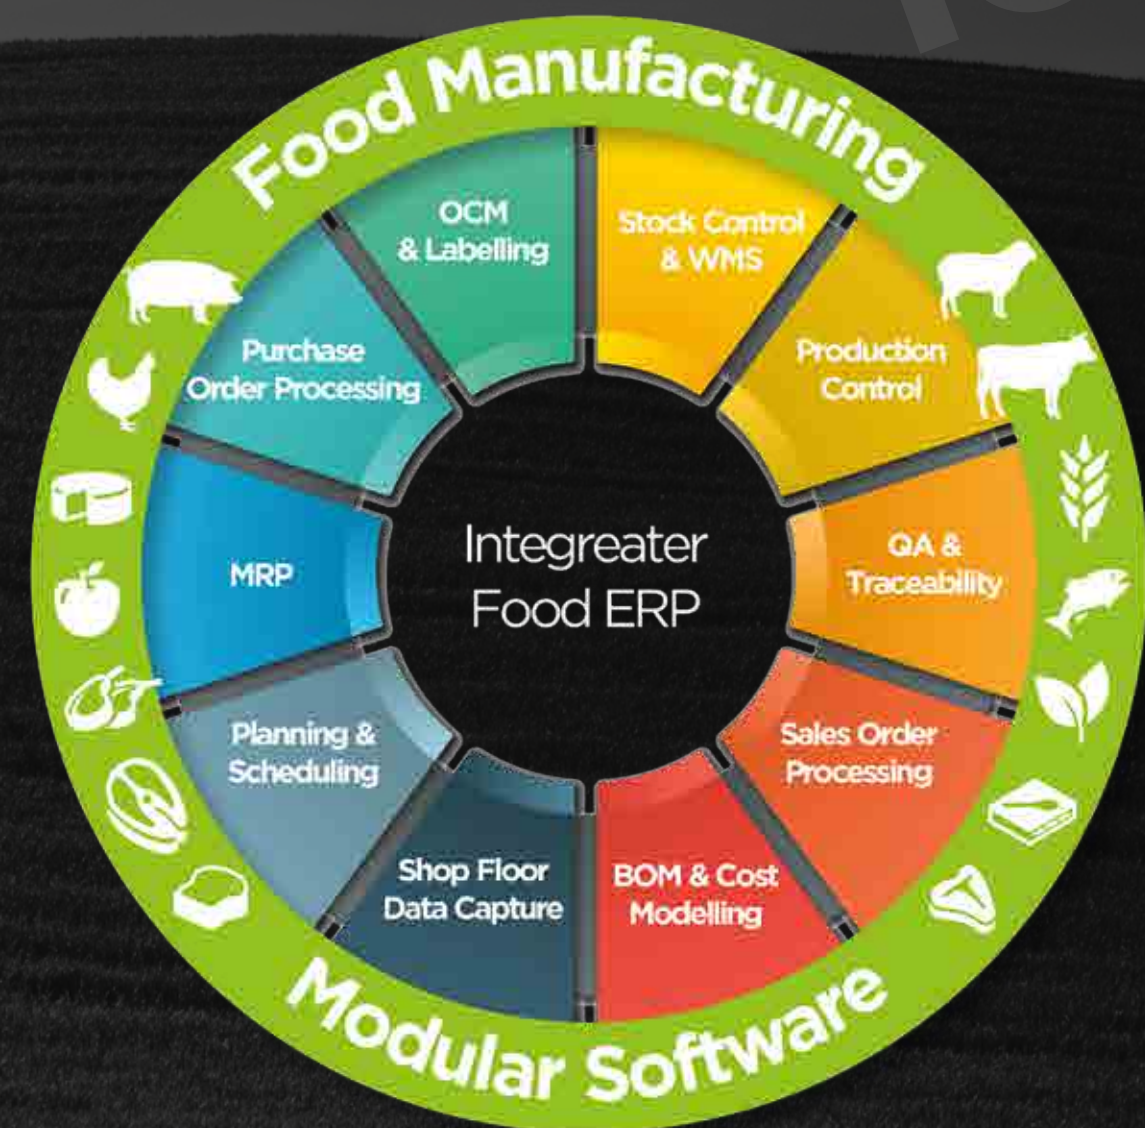 Food Manufacturing
OCM
& Labelling
Stock Control
& WMS
Purchase
Order Processing
Production
Control
MRP
Integreater
Food ERP
QA &
Traceability
Planning &
Scheduling
Sales Order
Processing
Shop Floor
Data Capture
BOM & Cost
Modelling
Modular Software